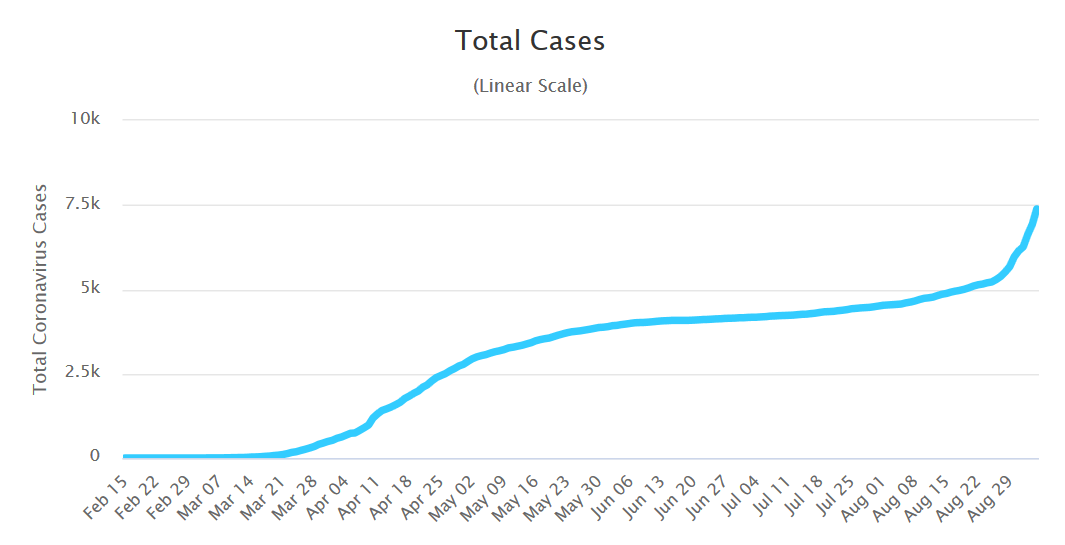 Total Cases
(Linear Scale)
Total Coronavirus Cases
10k
7.5k
5k
2.5k
0
Feb 15
Feb 22
Feb 29
Mar 07
Mar 14
Mar 21
Mar 28
Apr 04
Apr 11
Apr 18
Apr 25
May 02
May 09
May 16
May 23
May 30
Jun 06
Jun 13
Jun 20
Jun 27
Jul 04
Jul 11
Jul 18
Jul 25
Aug 01
Aug 08
Aug 15
Aug 22
Aug 29